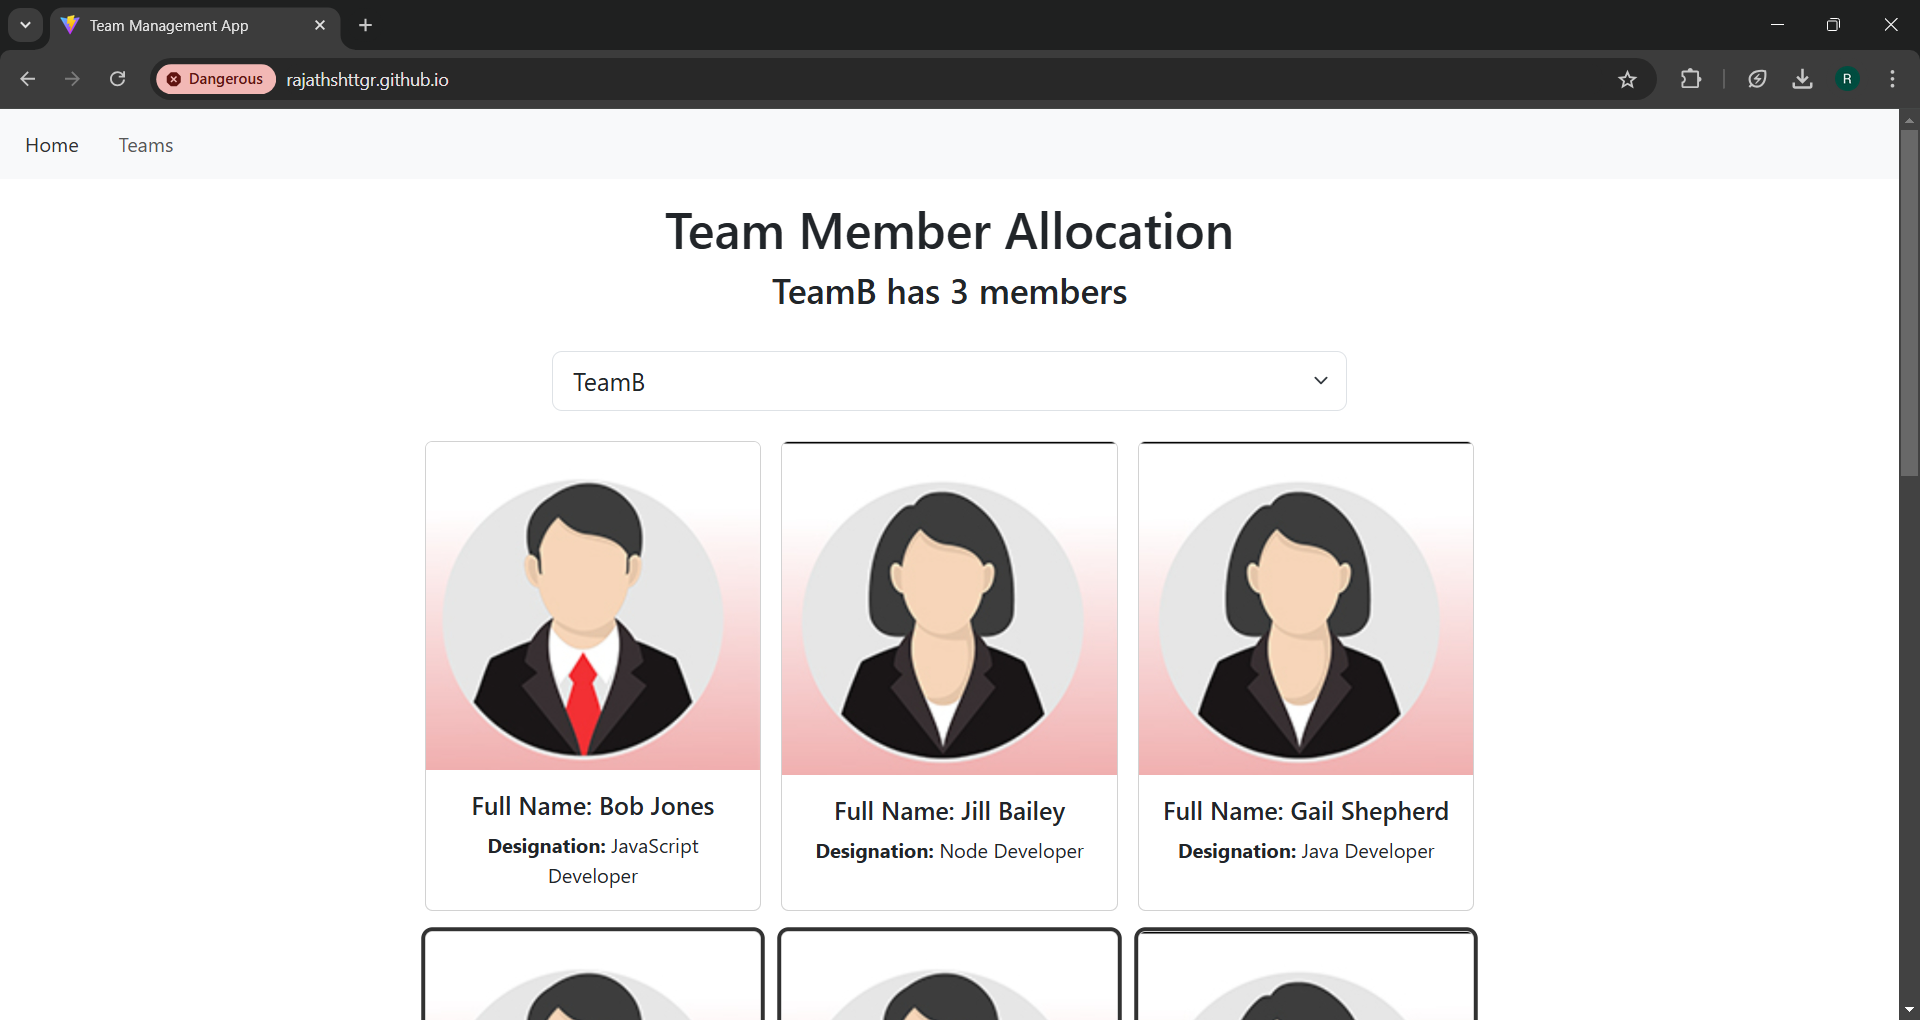 Team Management App
Dangerous
rajathshttgr.github.io
R
Home
Teams
Team Member Allocation
TeamB has 3 members
TeamB
Full Name: Bob Jones
Designation: JavaScript
Developer
Full Name: Jill Bailey
Designation: Node Developer
Full Name: Gail Shepherd
Designation: Java Developer